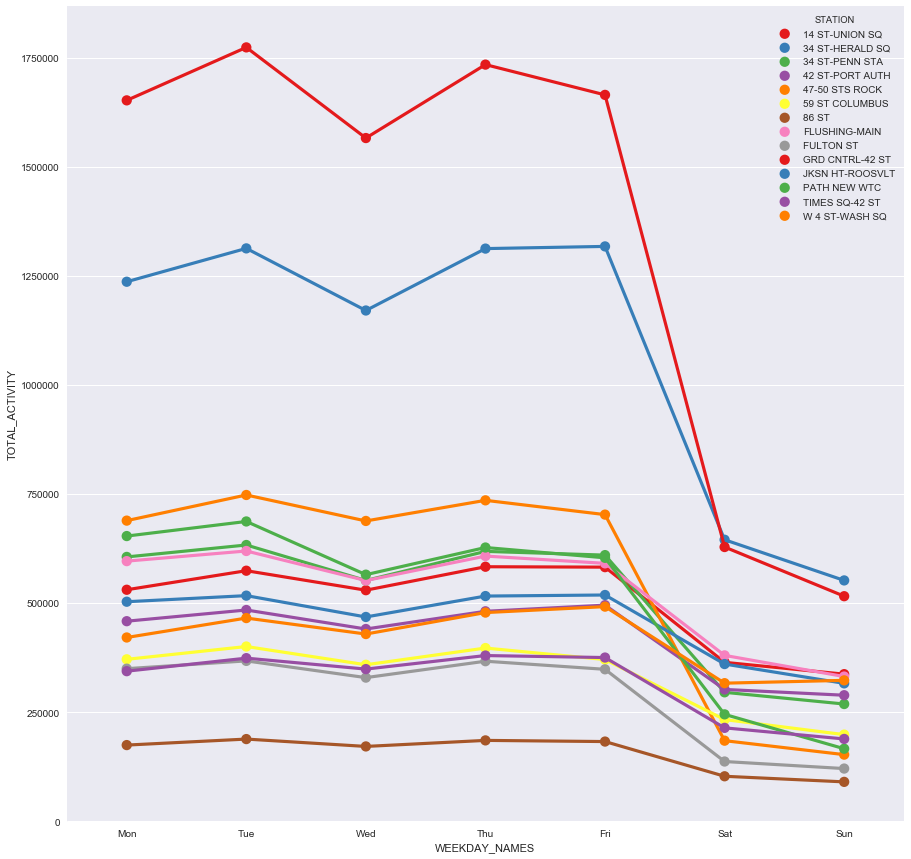 STATION
14 ST-UNION SQ
34 ST-HERALD SQ
34 ST-PENN STA
42 ST-PORT AUTH
47-50 STS ROCK
59 ST COLUMBUS
86 ST
FLUSHING-MAIN
FULTON ST
GRD CNTRL-42 ST
JKSN HT-ROOSVLT
PATH NEW WTC
TIMES SQ-42 ST
W 4 ST-WASH SQ
1750000
1500000
1250000
1000000
750000
500000
250000
0
TOTAL_ACTIVITY
Mon Tue Wed Thu Fri Sat Sun
WEEKDAY_NAMES